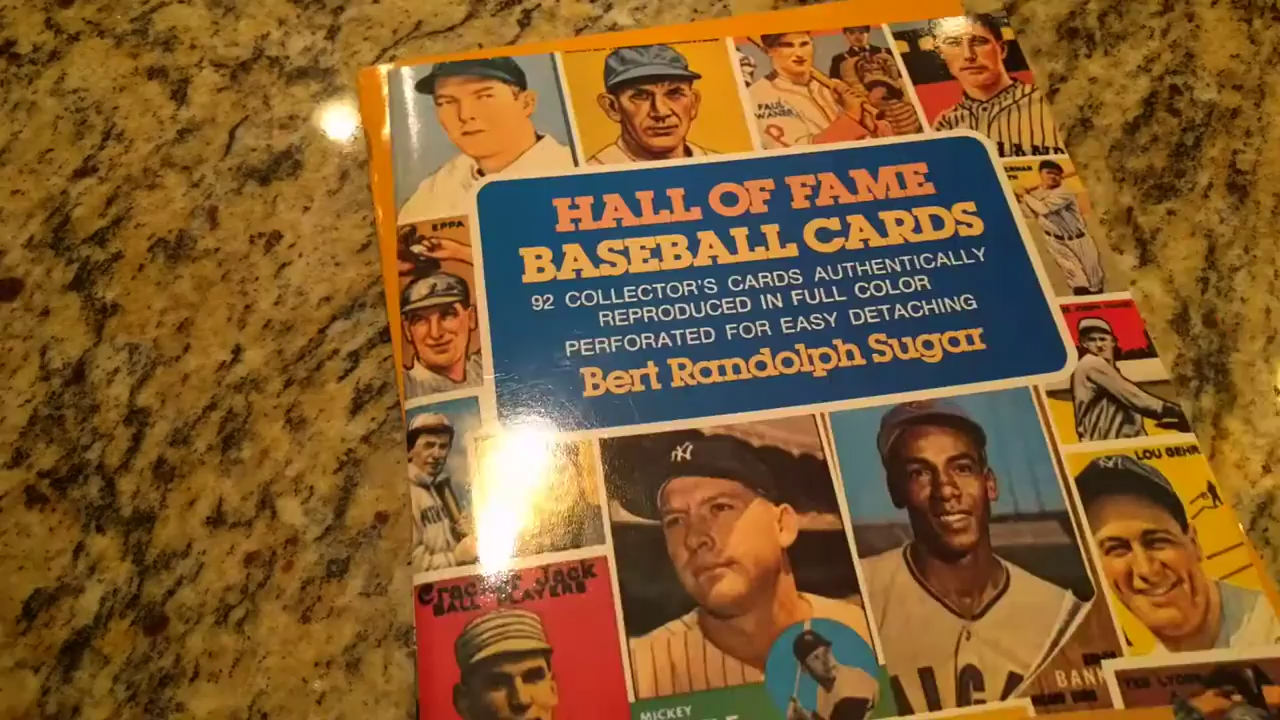 PAUL
WANER
P
EPPA
HALL OF FAME
BASEBALL CARDS
92 COLLECTOR'S CARDS AUTHENTICALLY
REPRODUCED IN FULL COLOR
PERFORATED FOR EASY DETACHING
Bert Randolph Sugar
NY
LOU GEHR
Cracker Jack
BALL PLAYERS
BANK
TED LYONS
MICKEY